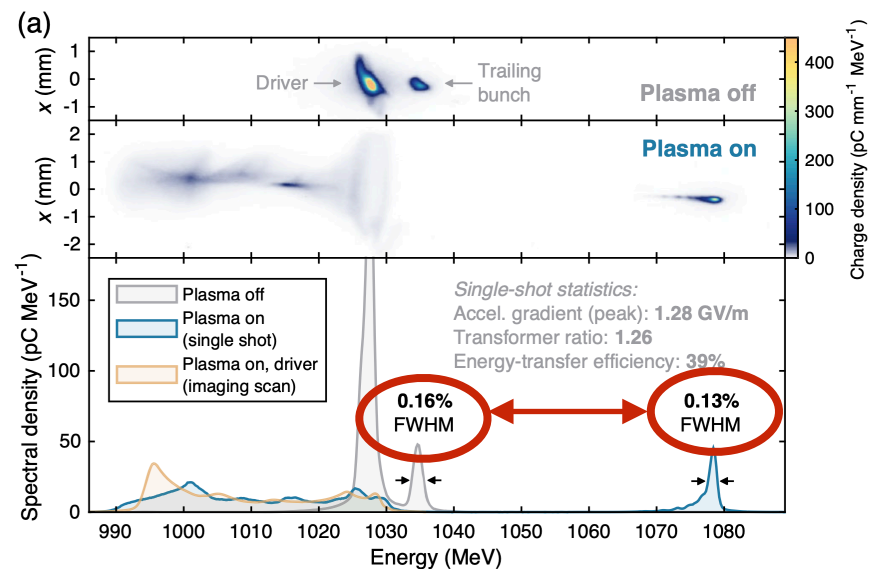 (a)
x (mm)
1
0
-1
Driver
Trailing
bunch
Plasma off
x (mm)
2
1
0
-1
-2
Plasma on
400
300
200
100
0
Charge density (pC mm⁻¹ MeV⁻¹)
Spectral density (pC MeV⁻¹)
150
100
50
0
Plasma off
Plasma on
(single shot)
Plasma on, driver
(imaging scan)
Single-shot statistics:
Accel. gradient (peak): 1.28 GV/m
Transformer ratio: 1.26
Energy-transfer efficiency: 39%
0.16%
FWHM
0.13%
FWHM
990 1000 1010 1020 1030 1040 1050 1060 1070 1080
Energy (MeV)